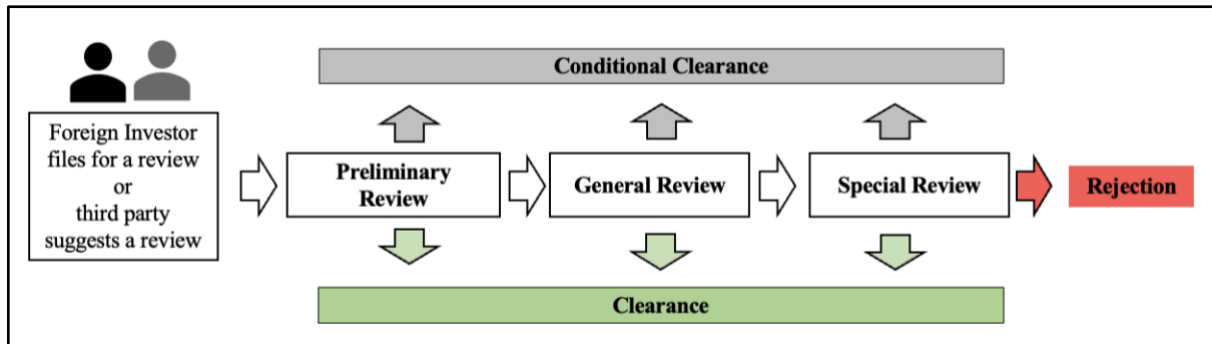 Conditional Clearance
Foreign Investor
files for a review
or
third party
suggests a review
Preliminary
Review
General Review
Special Review
Rejection
Clearance